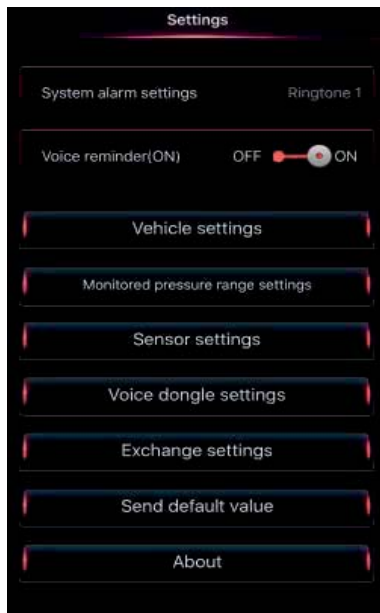 Settings
System alarm settings Ringtone 1
Voice reminder(ON) OFF ON
Vehicle settings
Monitored pressure range settings
Sensor settings
Voice dongle settings
Exchange settings
Send default value
About